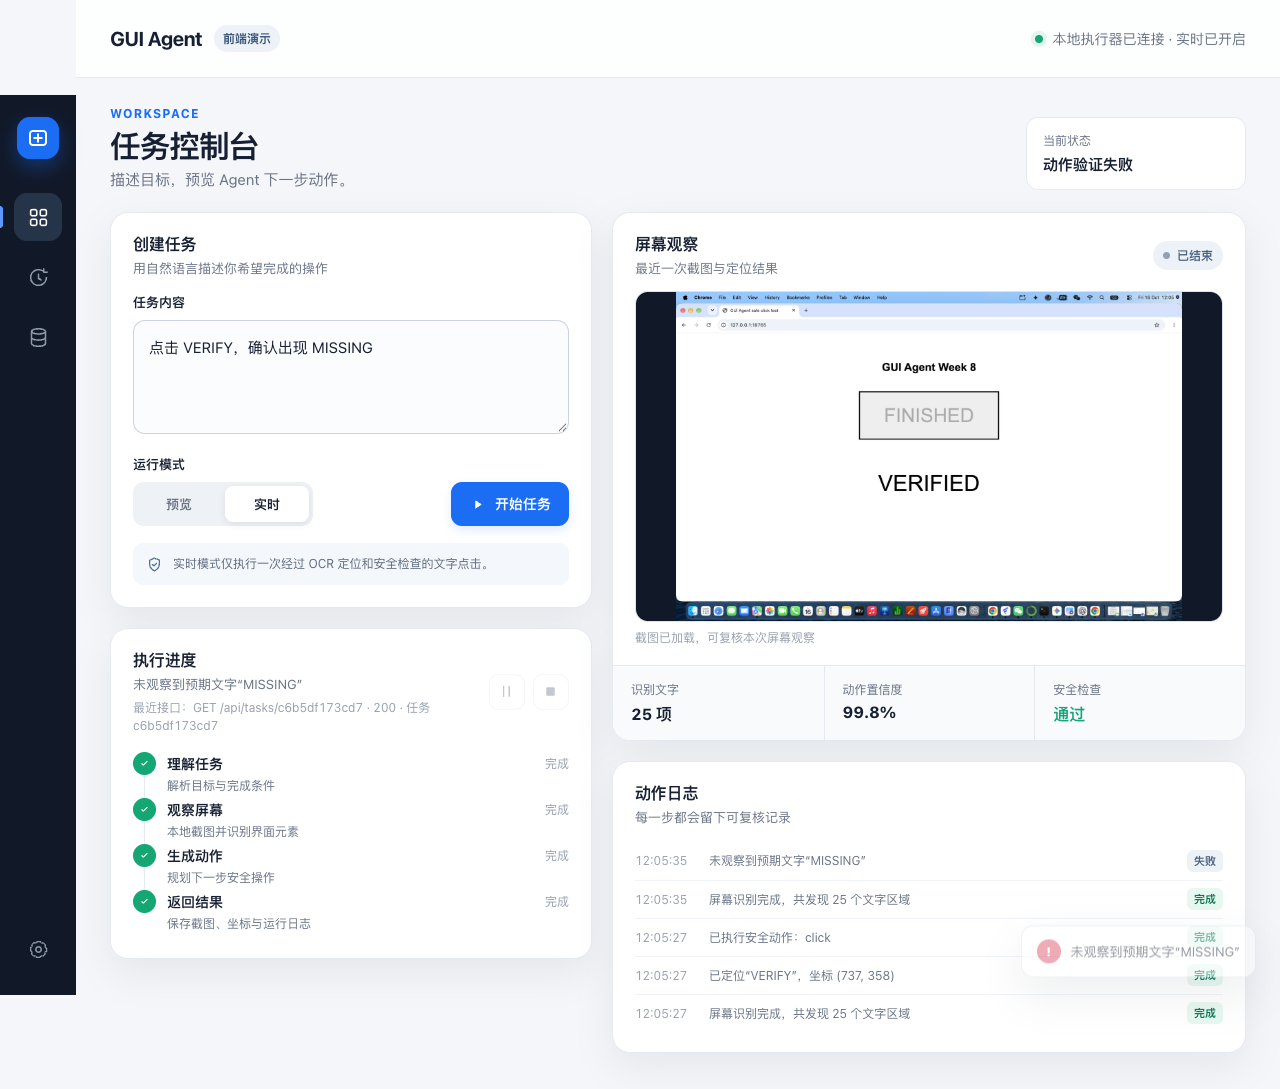 GUI Agent 前端演示
本地执行器已连接 · 实时已开启
WORKSPACE
任务控制台
描述目标，预览 Agent 下一步动作。
当前状态
动作验证失败
创建任务
用自然语言描述你希望完成的操作
任务内容
点击 VERIFY，确认出现 MISSING
运行模式
预览 实时 开始任务
实时模式仅执行一次经过 OCR 定位和安全检查的文字点击。
执行进度
未观察到预期文字“MISSING”
最近接口：GET /api/tasks/c6b5df173cd7 · 200 · 任务
c6b5df173cd7
理解任务 完成
解析目标与完成条件
观察屏幕 完成
本地截图并识别界面元素
生成动作 完成
规划下一步安全操作
返回结果 完成
保存截图、坐标与运行日志
屏幕观察
最近一次截图与定位结果
已结束
Chrome File Edit View History Bookmarks Profiles Tab Window Help
GUI Agent safe click test
GUI Agent Week 8
FINISHED
VERIFIED
截图已加载，可复核本次屏幕观察
识别文字 动作置信度 安全检查
25 项 99.8% 通过
动作日志
每一步都会留下可复核记录
12:05:35 未观察到预期文字“MISSING” 失败
12:05:35 屏幕识别完成，共发现 25 个文字区域 完成
12:05:27 已执行安全动作：click 完成
未观察到预期文字“MISSING”
12:05:27 已定位“VERIFY”，坐标 (737, 358) 完成
12:05:27 屏幕识别完成，共发现 25 个文字区域 完成